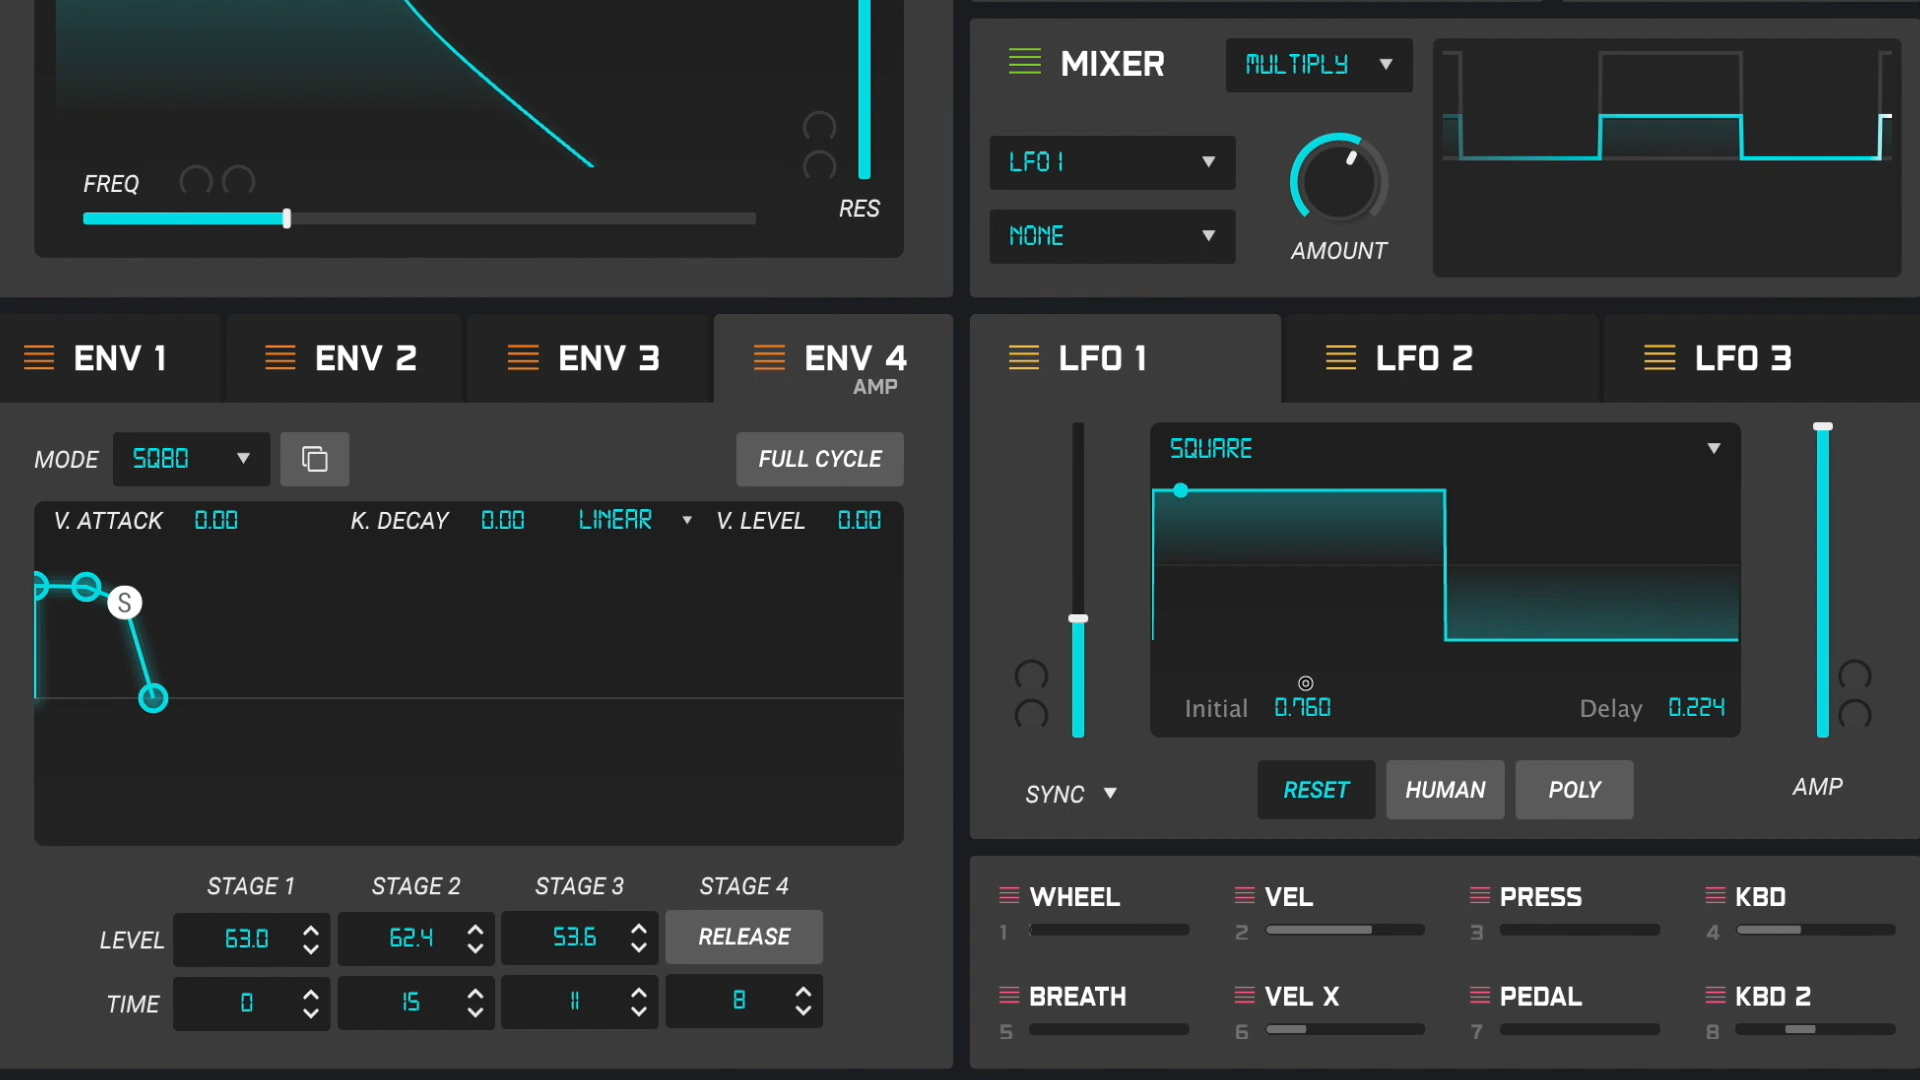 MIXER
MULTIPLY
LFO1
NONE
AMOUNT
FREQ
RES
ENV 1
ENV 2
ENV 3
ENV 4
AMP
LFO 1
LFO 2
LFO 3
MODE
SQ80
FULL CYCLE
V. ATTACK 0.00
K. DECAY 0.00
LINEAR
V. LEVEL 0.00
S
SQUARE
Initial 0.760
Delay 0.224
SYNC
RESET
HUMAN
POLY
AMP
STAGE 1 STAGE 2 STAGE 3 STAGE 4
LEVEL 63.0 62.4 53.6 RELEASE
TIME 0 15 11 8
WHEEL
1
VEL
2
PRESS
3
KBD
4
BREATH
5
VEL X
6
PEDAL
7
KBD 2
8